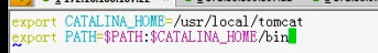 export CATALINA_HOME=/usr/local/tomcat
export PATH=$PATH:$CATALINA_HOME/bin
~